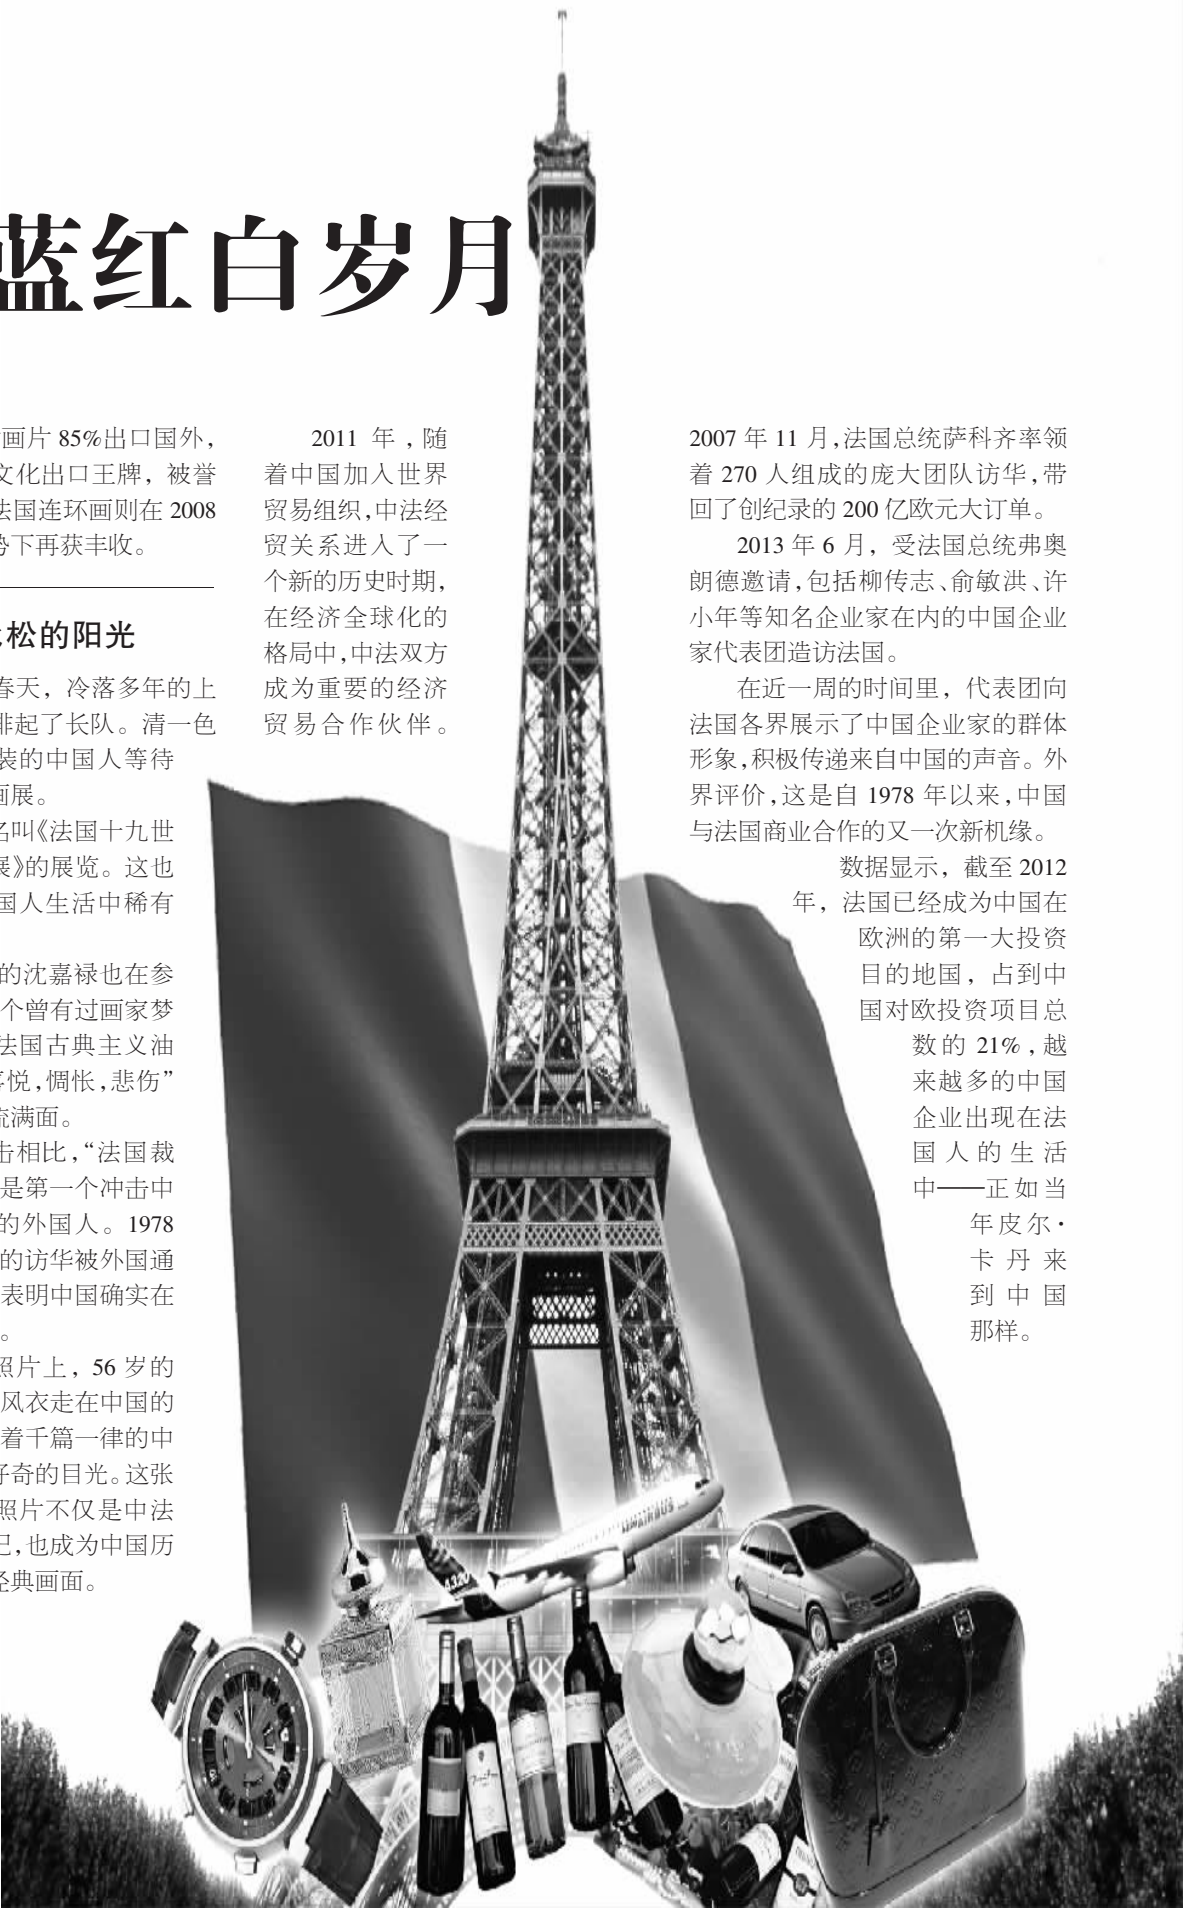 蓝红白岁月
画片 85%出口国外，
文化出口王牌，被誉
法国连环画则在 2008
势下再获丰收。
松的阳光
春天，冷落多年的上
排起了长队。清一色
装的中国人等待
画展。
名叫《法国十九世
展》的展览。这也
国人生活中稀有
的沈嘉禄也在参
个曾有过画家梦
法国古典主义油
喜悦，惆怅，悲伤”
流满面。
击相比，“法国裁
是第一个冲击中
的外国人。1978
的访华被外国通
表明中国确实在
。
照片上，56 岁的
风衣走在中国的
着千篇一律的中
好奇的目光。这张
照片不仅是中法
已，也成为中国历
经典画面。
2011 年，随
着中国加入世界
贸易组织，中法经
贸关系进入了一
个新的历史时期，
在经济全球化的
格局中，中法双方
成为重要的经济
贸易合作伙伴。
2007 年 11 月，法国总统萨科齐率领
着 270 人组成的庞大团队访华，带
回了创纪录的 200 亿欧元大订单。
2013 年 6 月，受法国总统弗奥
朗德邀请，包括柳传志、俞敏洪、许
小年等知名企业家在内的中国企业
家代表团造访法国。
在近一周的时间里，代表团向
法国各界展示了中国企业家的群体
形象，积极传递来自中国的声音。外
界评价，这是自 1978 年以来，中国
与法国商业合作的又一次新机缘。
数据显示，截至 2012
年，法国已经成为中国在
欧洲的第一大投资
目的地国，占到中
国对欧投资项目总
数的 21%，越
来越多的中国
企业出现在法
国人的生活
中——正如当
年皮尔·
卡丹来
到中国
那样。
AIRBUS
A320